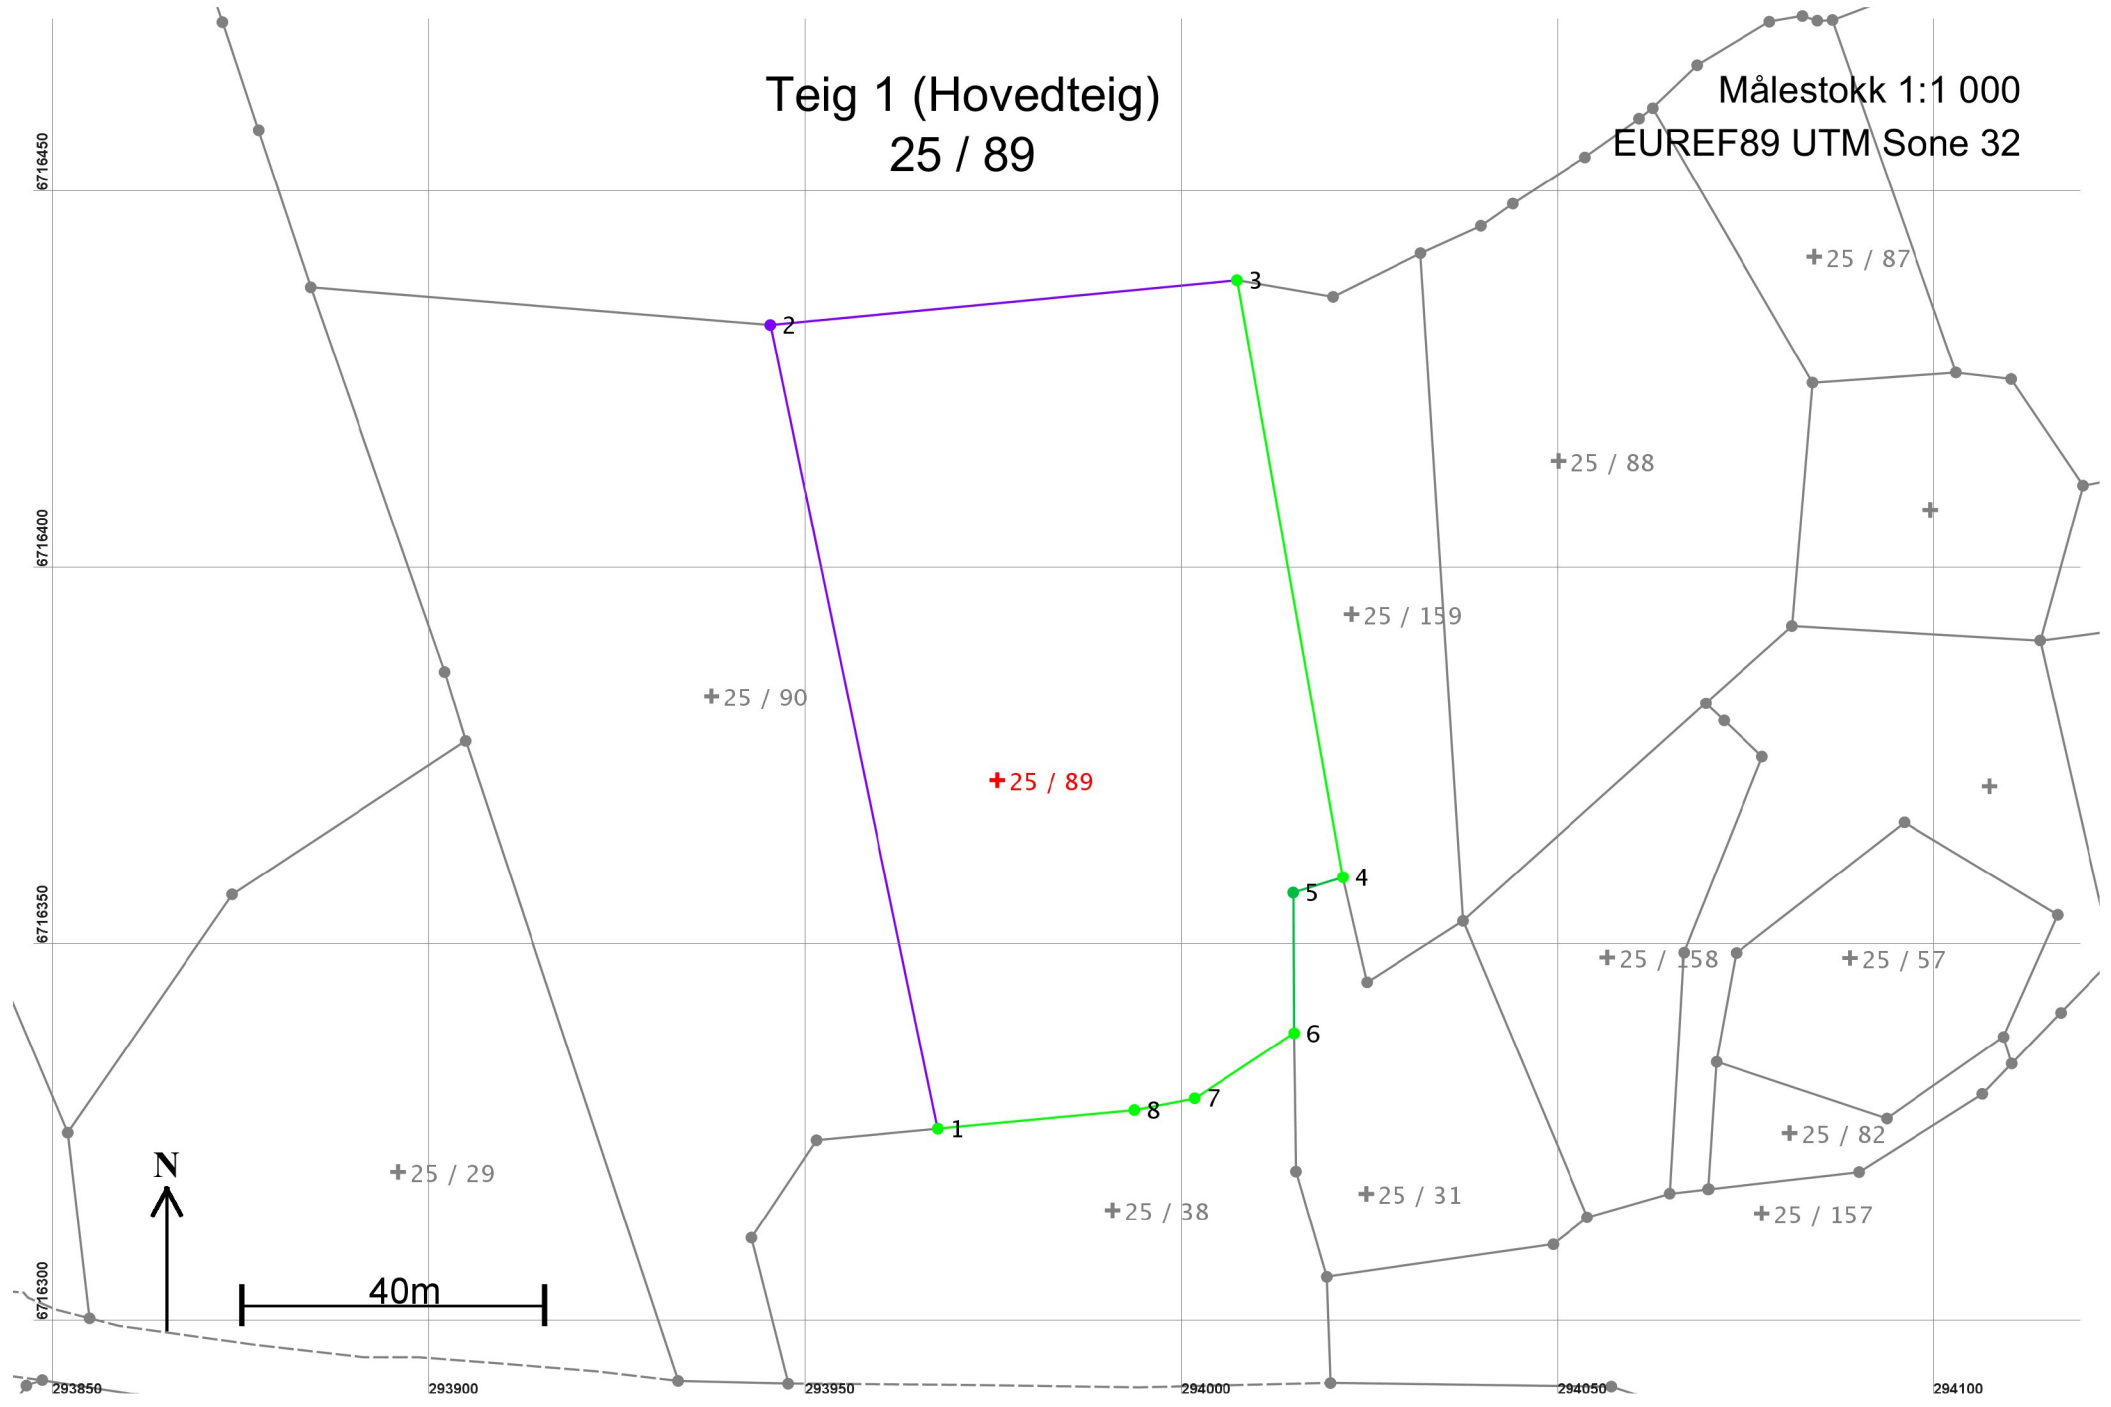 Teig 1 (Hovedteig)
25 / 89
Målestokk 1:1 000
EUREF89 UTM Sone 32
6716450
25 / 87
3
2
25 / 88
6716400
25 / 159
25 / 90
25 / 89
4
5
6716350
25 / 158
25 / 57
6
7
8
1
25 / 82
N
25 / 29
25 / 31
25 / 38
25 / 157
40m
6716300
293850
293900
293950
294000
294050
294100